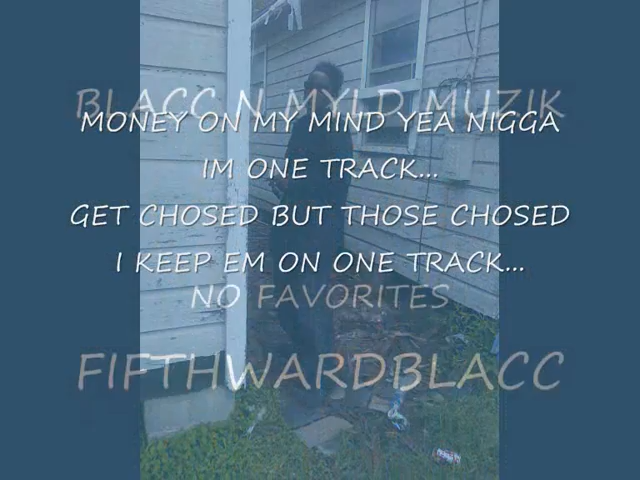 BLACC N MYLD MUZIK
MONEY ON MY MIND YEA NIGGA
IM ONE TRACK...
GET CHOSED BUT THOSE CHOSED
I KEEP EM ON ONE TRACK...
NO FAVORITES
FIFTHWARDBLACC